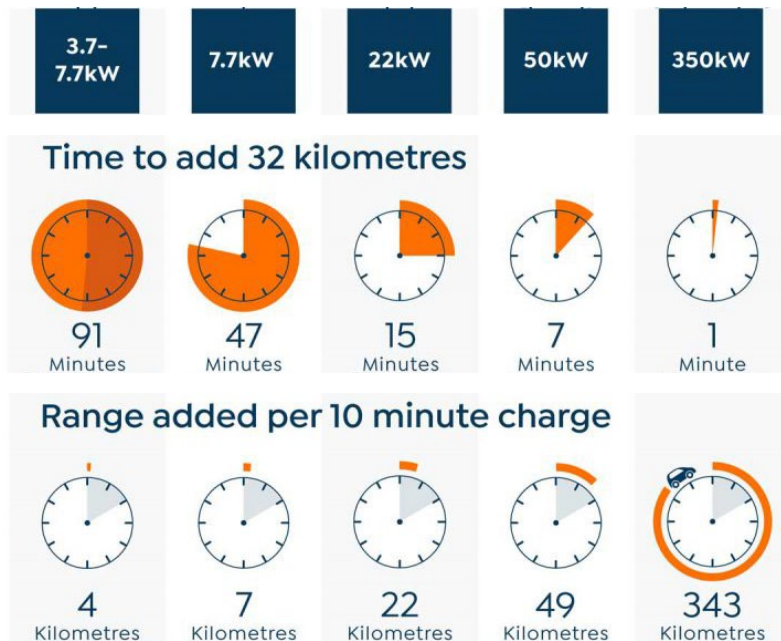 3.7-
7.7kW
7.7kW
22kW
50kW
350kW
Time to add 32 kilometres
91
Minutes
47
Minutes
15
Minutes
7
Minutes
1
Minute
Range added per 10 minute charge
4
Kilometres
7
Kilometres
22
Kilometres
49
Kilometres
343
Kilometres